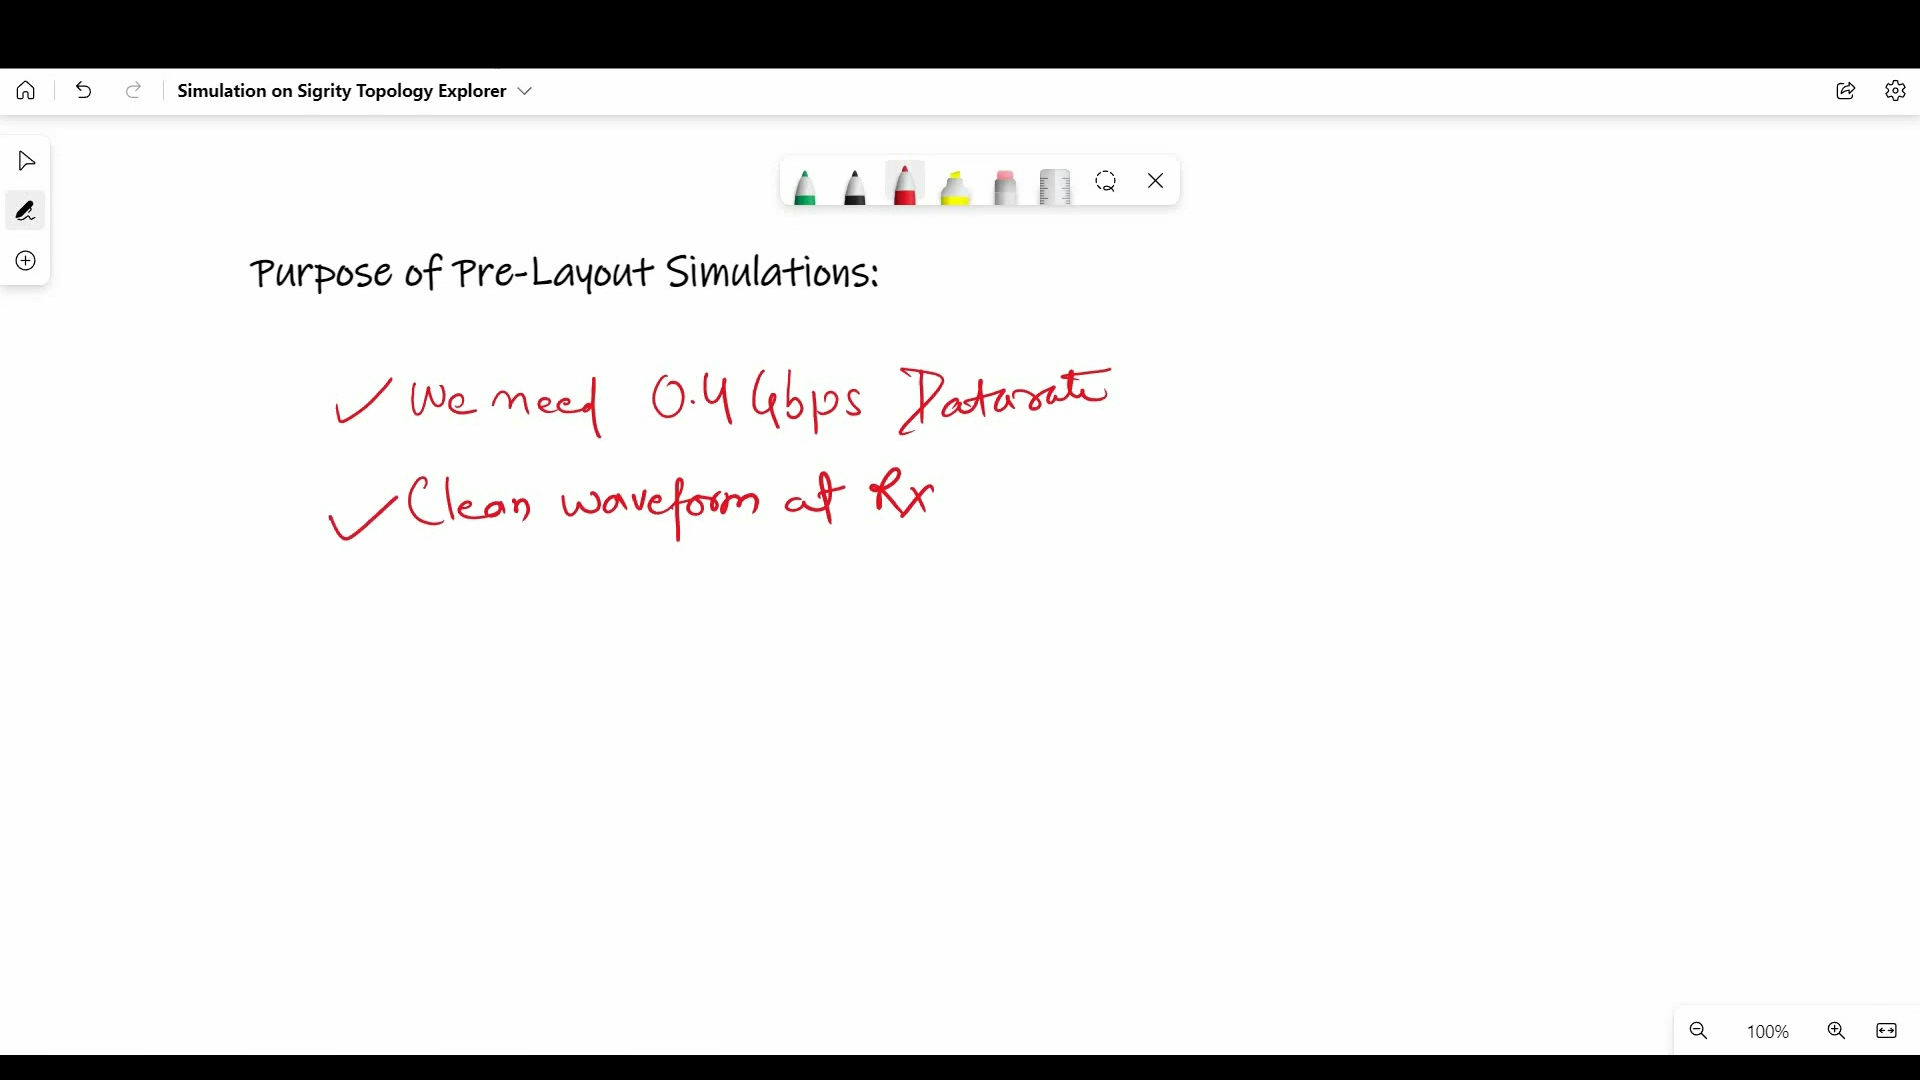 Simulation on Sigrity Topology Explorer
Purpose of Pre-Layout Simulations:
We need 0.4 Gbps Datarate
Clean waveform at Rx
100%